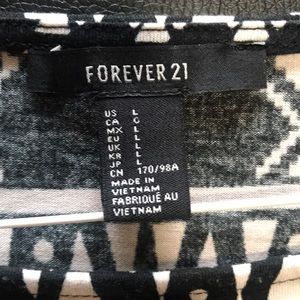 FOREVER 21
US L
CA G
MX L
EU L
UK L
KR L
JP L
CN 170/98A
MADE IN
VIETNAM
FABRIQUÉ AU
VIETNAM